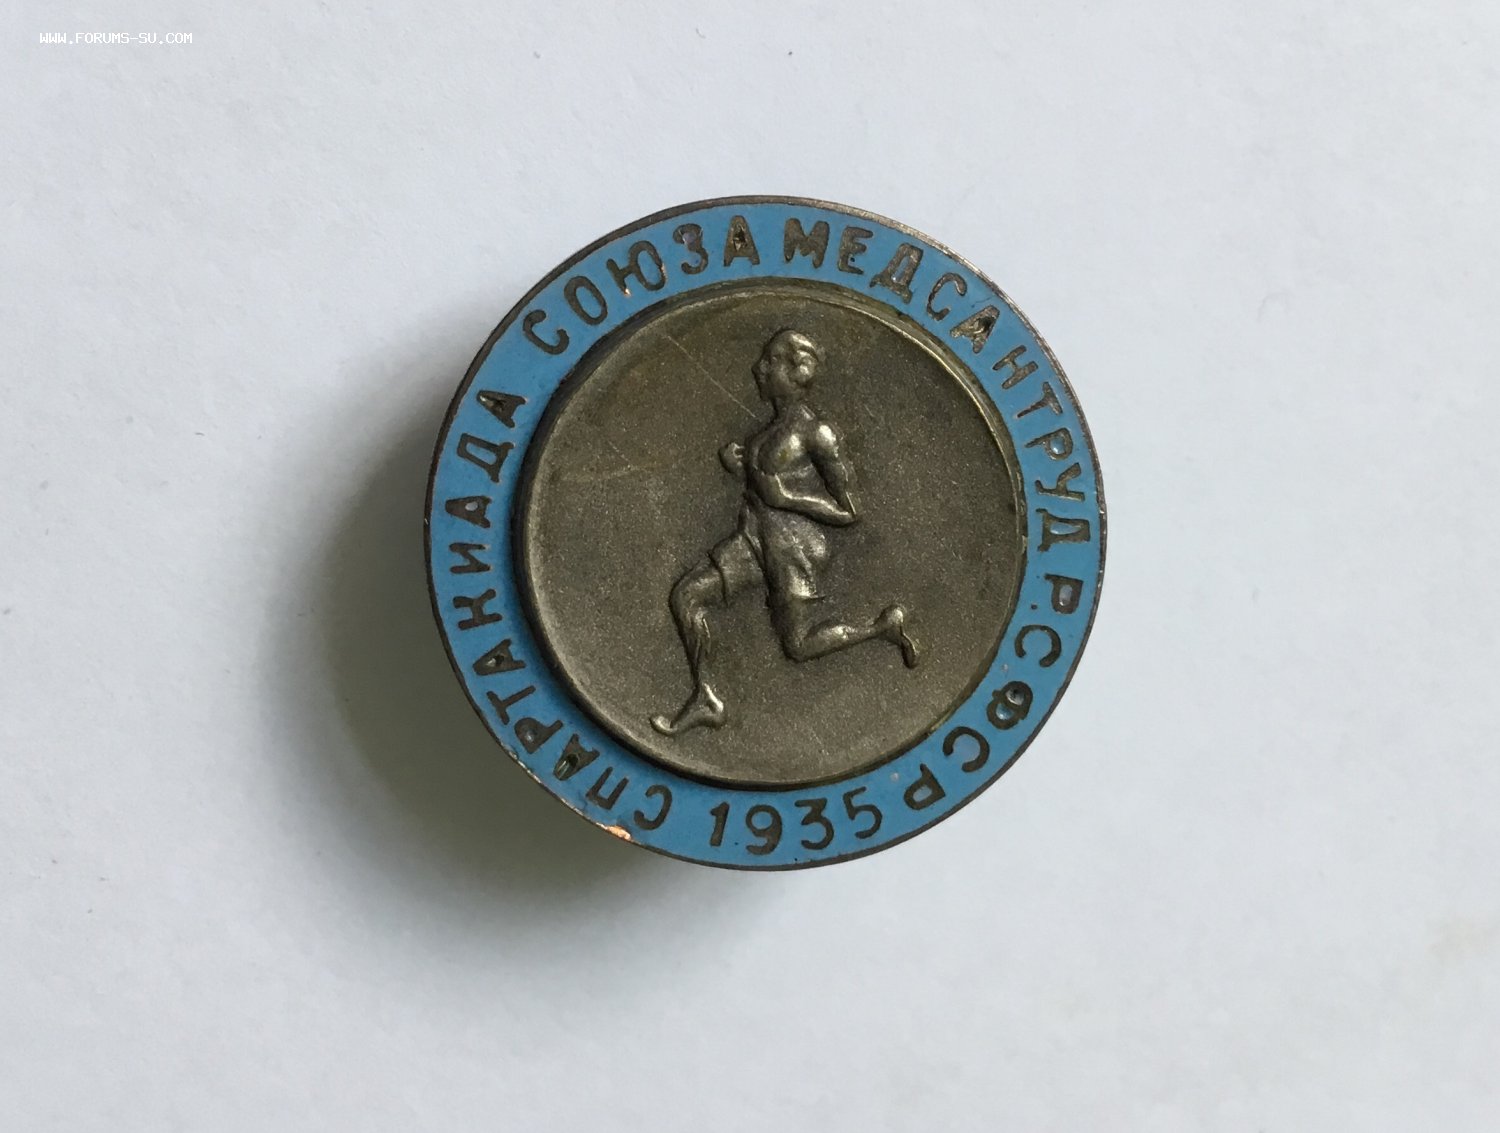 WWW.FORUMS-SU.COM
СПАРТАКИАДА СОЮЗА МЕДСАНТРУД Р.С.Ф.С.Р.
1935